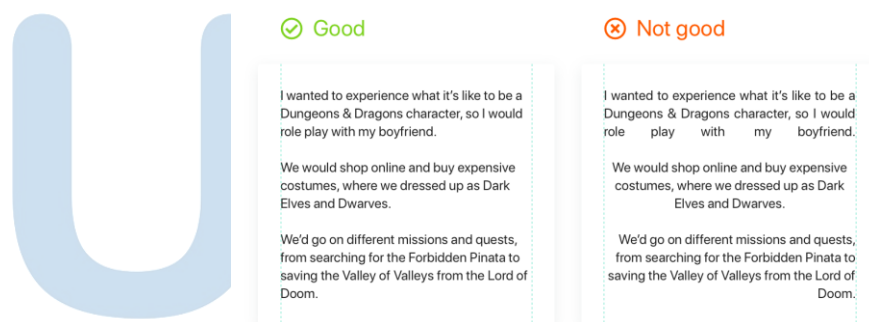 U
Good
I wanted to experience what it's like to be a
Dungeons & Dragons character, so I would
role play with my boyfriend.
We would shop online and buy expensive
costumes, where we dressed up as Dark
Elves and Dwarves.
We'd go on different missions and quests,
from searching for the Forbidden Pinata to
saving the Valley of Valleys from the Lord of
Doom.
Not good
I wanted to experience what it's like to be a
Dungeons & Dragons character, so I would
role play with my boyfriend.
We would shop online and buy expensive
costumes, where we dressed up as Dark
Elves and Dwarves.
We'd go on different missions and quests,
from searching for the Forbidden Pinata to
saving the Valley of Valleys from the Lord of
Doom.